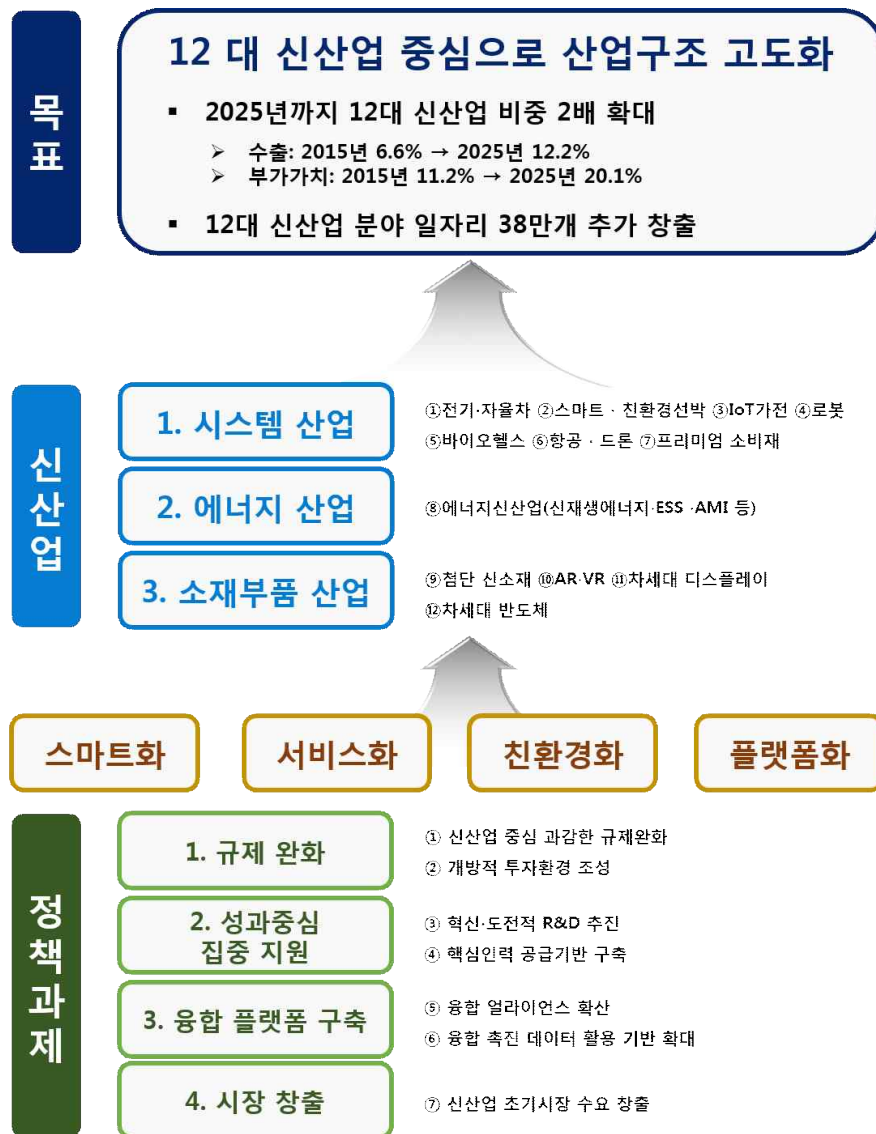 목표
12 대 신산업 중심으로 산업구조 고도화
▪ 2025년까지 12대 신산업 비중 2배 확대
➢ 수출: 2015년 6.6% → 2025년 12.2%
➢ 부가가치: 2015년 11.2% → 2025년 20.1%
▪ 12대 신산업 분야 일자리 38만개 추가 창출
신산업
1. 시스템 산업
①전기·자율차 ②스마트 · 친환경선박 ③IoT가전 ④로봇
⑤바이오헬스 ⑥항공 · 드론 ⑦프리미엄 소비재
2. 에너지 산업
⑧에너지신산업(신재생에너지·ESS ·AMI 등)
3. 소재부품 산업
⑨첨단 신소재 ⑩AR·VR ⑪차세대 디스플레이
⑫차세대 반도체
스마트화 서비스화 친환경화 플랫폼화
정책과제
1. 규제 완화
① 신산업 중심 과감한 규제완화
② 개방적 투자환경 조성
2. 성과중심
집중 지원
③ 혁신·도전적 R&D 추진
④ 핵심인력 공급기반 구축
3. 융합 플랫폼 구축
⑤ 융합 얼라이언스 확산
⑥ 융합 촉진 데이터 활용 기반 확대
4. 시장 창출
⑦ 신산업 초기시장 수요 창출